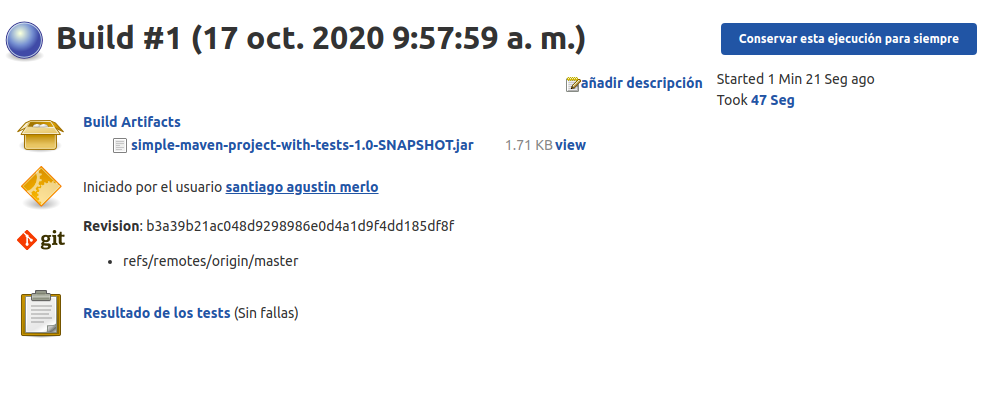 Build #1 (17 oct. 2020 9:57:59 a. m.)
Conservar esta ejecución para siempre
añadir descripción
Started 1 Min 21 Seg ago
Took 47 Seg
Build Artifacts
simple-maven-project-with-tests-1.0-SNAPSHOT.jar 1.71 KB view
Iniciado por el usuario santiago agustin merlo
Revision: b3a39b21ac048d9298986e0d4a1d9f4dd185df8f
git
refs/remotes/origin/master
Resultado de los tests (Sin fallas)